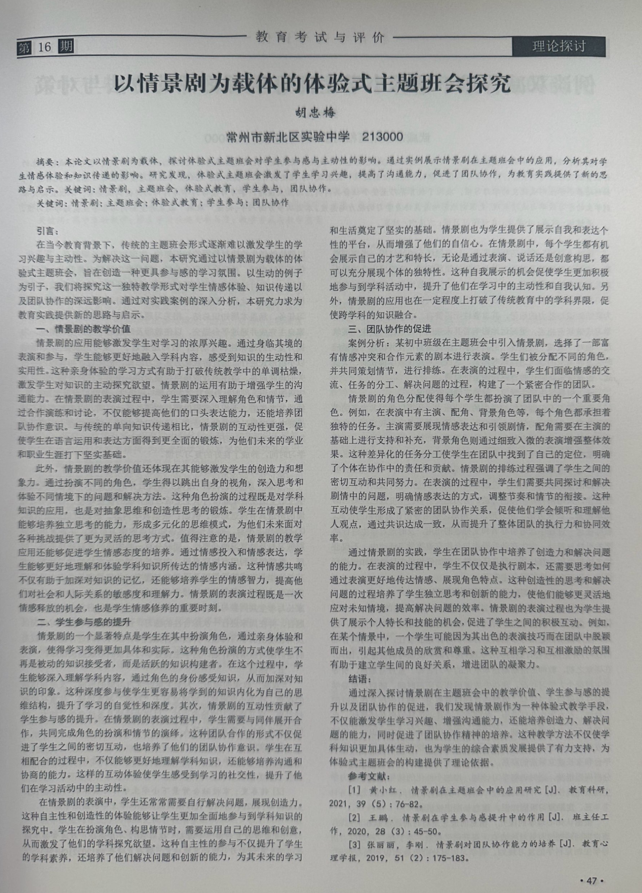 教育考试与评价
第 16 期
理论探讨
以情景剧为载体的体验式主题班会探究
胡忠梅
常州市新北区实验中学 213000
摘要：本论文以情景剧为载体，探讨体验式主题班会对学生参与感与主动性的影响。通过实例展示情景剧在主题班会中的应用，分析其对学
生情感体验和知识传递的影响。研究发现，体验式主题班会激发了学生学习兴趣，提高了沟通能力，促进了团队协作，为教育实践提供了新的思
路与启示。关键词：情景剧，主题班会，体验式教育，学生参与，团队协作。
关键词：情景剧；主题班会；体验式教育；学生参与；团队协作
引言：
在当今教育背景下，传统的主题班会形式逐渐难以激发学生的学
习兴趣与主动性。为解决这一问题，本研究通过以情景剧为载体的体
验式主题班会，旨在创造一种更具参与感的学习氛围。以生动的例子
为引子，我们将探究这一独特教学形式对学生情感体验、知识传递以
及团队协作的深远影响。通过对实践案例的深入分析，本研究力求为
教育实践提供新的思路与启示。
一、情景剧的教学价值
情景剧的应用能够激发学生对学习的浓厚兴趣。通过身临其境的
表演和参与，学生能够更好地融入学科内容，感受到知识的生动性和
实用性。这种亲身体验的学习方式有助于打破传统教学中的单调枯燥，
激发学生对知识的主动探究欲望。情景剧的运用有助于增强学生的沟
通能力。在情景剧的表演过程中，学生需要深入理解角色和情节，通
过合作演练和讨论，不仅能够提高他们的口头表达能力，还能培养团
队协作意识。与传统的单向知识传递相比，情景剧的互动性更强，促
使学生在语言运用和表达方面得到更全面的锻炼，为他们未来的学业
和职业生涯打下坚实基础。
此外，情景剧的教学价值还体现在其能够激发学生的创造力和想
象力。通过扮演不同的角色，学生得以跳出自身的视角，深入思考和
体验不同情境下的问题和解决方法。这种角色扮演的过程既是对学科
知识的应用，也是对抽象思维和创造性思考的锻炼。学生在情景剧中
能够培养独立思考的能力，形成多元化的思维模式，为他们未来面对
各种挑战提供了更为灵活的思考方式。值得注意的是，情景剧的教学
应用还能够促进学生情感态度的培养。通过情感投入和情感表达，学
生能够更好地理解和体验学科知识所传达的情感内涵。这种情感共鸣
不仅有助于加深对知识的记忆，还能够培养学生的情感智力，提高他
们对社会和人际关系的敏感度和理解力。情景剧的表演过程既是一次
情感释放的机会，也是学生情感修养的重要时刻。
二、学生参与感的提升
情景剧的一个显著特点是学生在其中扮演角色，通过亲身体验和
表演，使得学习变得更加具体和实际。这种角色扮演的方式使学生不
再是被动的知识接受者，而是活跃的知识构建者。在这个过程中，学
生能够深入理解学科内容，通过角色的身份感受知识，从而加深对知
识的印象。这种深度参与使学生更容易将学到的知识内化为自己的思
维结构，提升了学习的自觉性和深度。其次，情景剧的互动性贡献了
学生参与感的提升。在情景剧的表演过程中，学生需要与同伴展开合
作，共同完成角色的扮演和情节的演绎。这种团队合作的形式不仅促
进了学生之间的密切互动，也培养了他们的团队协作意识。学生在互
相配合的过程中，不仅能够更好地理解学科知识，还能够培养沟通和
协商的能力。这样的互动体验使学生感受到学习的社交性，提升了他
们在学习活动中的主动性。
在情景剧的表演中，学生还常常需要自行解决问题，展现创造力。
这种自主性和创造性的体验能够让学生更加全面地参与到学科知识的
探究中。学生在扮演角色、构思情节时，需要运用自己的思维和创意，
从而激发了他们的学科探究欲望。这种自主性的参与不仅提升了学生
的学科素养，还培养了他们解决问题和创新的能力，为其未来的学习
和生活奠定了坚实的基础。情景剧也为学生提供了展示自我和表达个
性的平台，从而增强了他们的自信心。在情景剧中，每个学生都有机
会展示自己的才艺和特长，无论是通过表演、说话还是创意构思，都
可以充分展现个体的独特性。这种自我展示的机会促使学生更加积极
地参与到学科活动中，提升了他们在学习中的主动性和自我认知。另
外，情景剧的应用也在一定程度上打破了传统教育中的学科界限，促
使跨学科的知识融合。
三、团队协作的促进
案例分析：某初中班级在主题班会中引入情景剧，选择了一部富
有情感冲突和合作元素的剧本进行表演。学生们被分配不同的角色，
并共同策划情节，进行排练。在表演的过程中，学生们面临情感的交
流、任务的分工、解决问题的过程，构建了一个紧密合作的团队。
情景剧的角色分配使得每个学生都扮演了团队中的一个重要角
色。例如，在表演中有主演、配角、背景角色等，每个角色都承担着
独特的任务。主演需要展现情感表达和引领剧情，配角需要在主演的
基础上进行支持和补充，背景角色则通过细致入微的表演增强整体效
果。这种差异化的任务分工使学生在团队中找到了自己的定位，明确
了个体在协作中的责任和贡献。情景剧的排练过程强调了学生之间的
密切互动和共同努力。在表演的过程中，学生们需要共同探讨和解决
剧情中的问题，明确情感表达的方式，调整节奏和情节的衔接。这种
互动使学生形成了紧密的团队协作关系，促使他们学会倾听和理解他
人观点，通过共识达成一致，从而提升了整体团队的执行力和协同效
率。
通过情景剧的实践，学生在团队协作中培养了创造力和解决问题
的能力。在表演的过程中，学生不仅仅是执行剧本，还需要思考如何
通过表演更好地传达情感、展现角色特点。这种创造性的思考和解决
问题的过程培养了学生独立思考和创新的能力，使他们能够更灵活地
应对未知情境，提高解决问题的效率。情景剧的表演过程也为学生提
供了展示个人特长和技能的机会，促进了学生之间的积极互动。例如，
在某个情景中，一个学生可能因为其出色的表演技巧而在团队中脱颖
而出，引起其他成员的欣赏和尊重。这种互相学习和互相激励的氛围
有助于建立学生间的良好关系，增进团队的凝聚力。
结语：
通过深入探讨情景剧在主题班会中的教学价值、学生参与感的提
升以及团队协作的促进，我们发现情景剧作为一种体验式教学手段，
不仅能激发学生学习兴趣、增强沟通能力，还能培养创造力、解决问
题的能力，同时促进了团队协作精神的培养。这种教学方法不仅使学
科知识更加具体生动，也为学生的综合素质发展提供了有力支持，为
体验式主题班会的构建提供了理论依据。
参考文献：
[1] 黄小红. 情景剧在主题班会中的应用研究 [J]. 教育科研，
2021，39（5）：76-82.
[2] 王鹏. 情景剧在学生参与感提升中的作用 [J]. 班主任工
作，2020，28（3）：45-50.
[3] 张丽丽，李刚. 情景剧对团队协作能力的培养 [J]. 教育心
理学报，2019，51（2）：175-183.
·47·